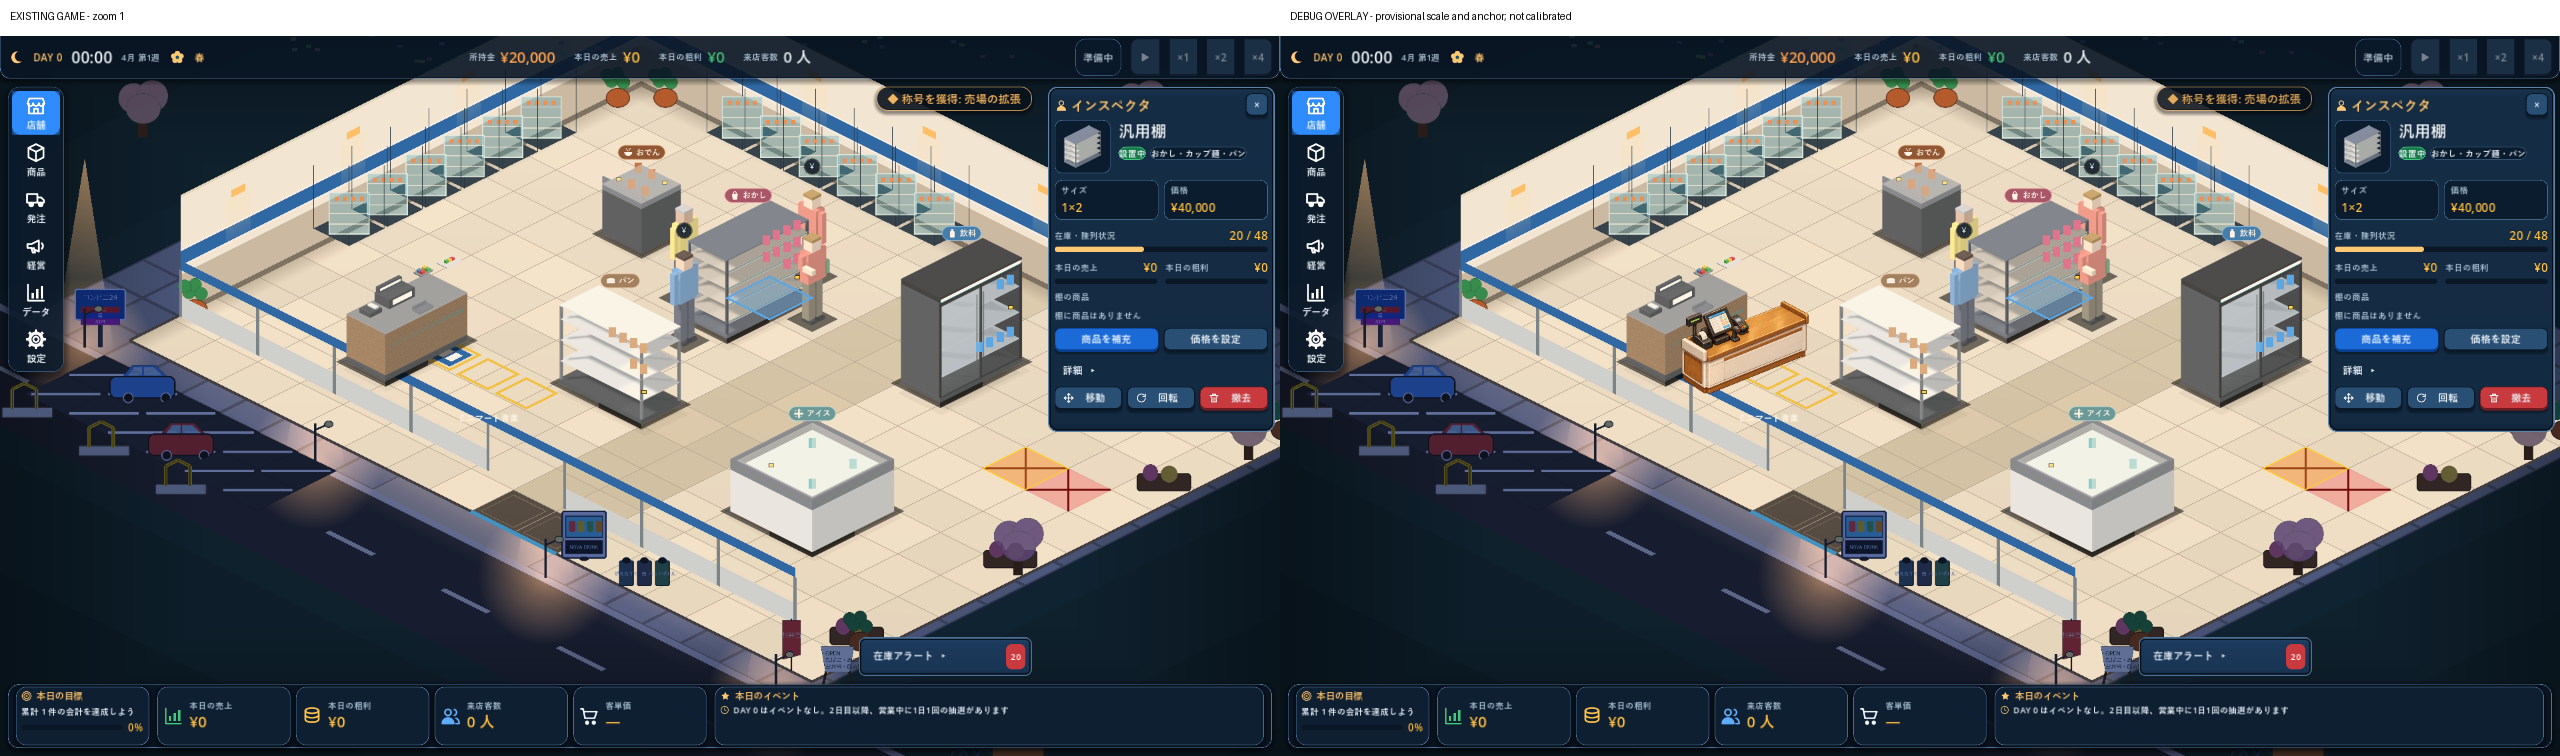 EXISTING GAME - zoom 1
DAY 0 00:00 4月 第1週 春
所持金 ¥20,000 本日の売上 ¥0 本日の粗利 ¥0 来店客数 0 人
準備中 ▶ ×1 ×2 ×4
◆ 称号を獲得: 売場の拡張
店舗
商品
発注
経営
データ
設定
おでん
おかし
飲料
パン
アイス
¥
¥
NOVA DRINK
OPEN
インスペクタ ×
汎用棚
設置中 おかし・カップ麺・パン
サイズ
1×2
価格
¥40,000
在庫・陳列状況 20 / 48
本日の売上 ¥0 本日の粗利 ¥0
棚の商品
棚に商品はありません
商品を補充 価格を設定
詳細 ▸
移動 回転 撤去
在庫アラート ▸ 20
本日の目標
累計 1 件の会計を達成しよう
0%
本日の売上
¥0
本日の粗利
¥0
来店客数
0 人
客単価
—
★ 本日のイベント
DAY 0 はイベントなし。2日目以降、営業中に1日1回の抽選があります
DEBUG OVERLAY - provisional scale and anchor; not calibrated
DAY 0 00:00 4月 第1週 春
所持金 ¥20,000 本日の売上 ¥0 本日の粗利 ¥0 来店客数 0 人
準備中 ▶ ×1 ×2 ×4
◆ 称号を獲得: 売場の拡張
店舗
商品
発注
経営
データ
設定
おでん
おかし
飲料
パン
アイス
¥
¥
NOVA DRINK
OPEN
インスペクタ ×
汎用棚
設置中 おかし・カップ麺・パン
サイズ
1×2
価格
¥40,000
在庫・陳列状況 20 / 48
本日の売上 ¥0 本日の粗利 ¥0
棚の商品
棚に商品はありません
商品を補充 価格を設定
詳細 ▸
移動 回転 撤去
在庫アラート ▸ 20
本日の目標
累計 1 件の会計を達成しよう
0%
本日の売上
¥0
本日の粗利
¥0
来店客数
0 人
客単価
—
★ 本日のイベント
DAY 0 はイベントなし。2日目以降、営業中に1日1回の抽選があります